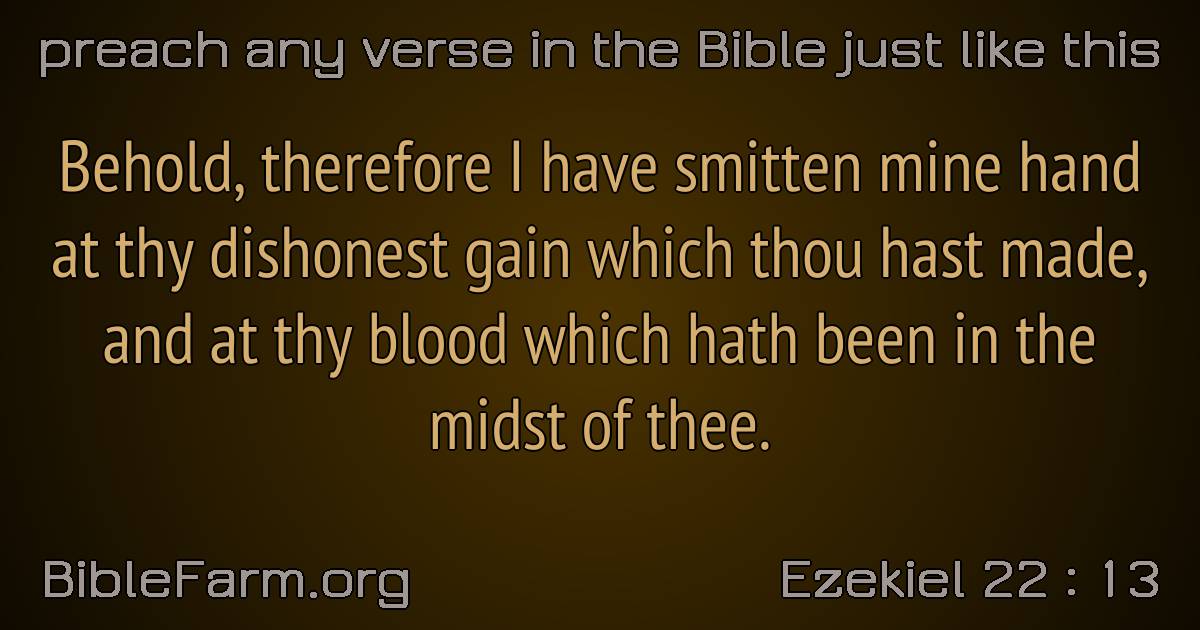 preach any verse in the Bible just like this
Behold, therefore I have smitten mine hand
at thy dishonest gain which thou hast made,
and at thy blood which hath been in the
midst of thee.
BibleFarm.org
Ezekiel 22 : 13